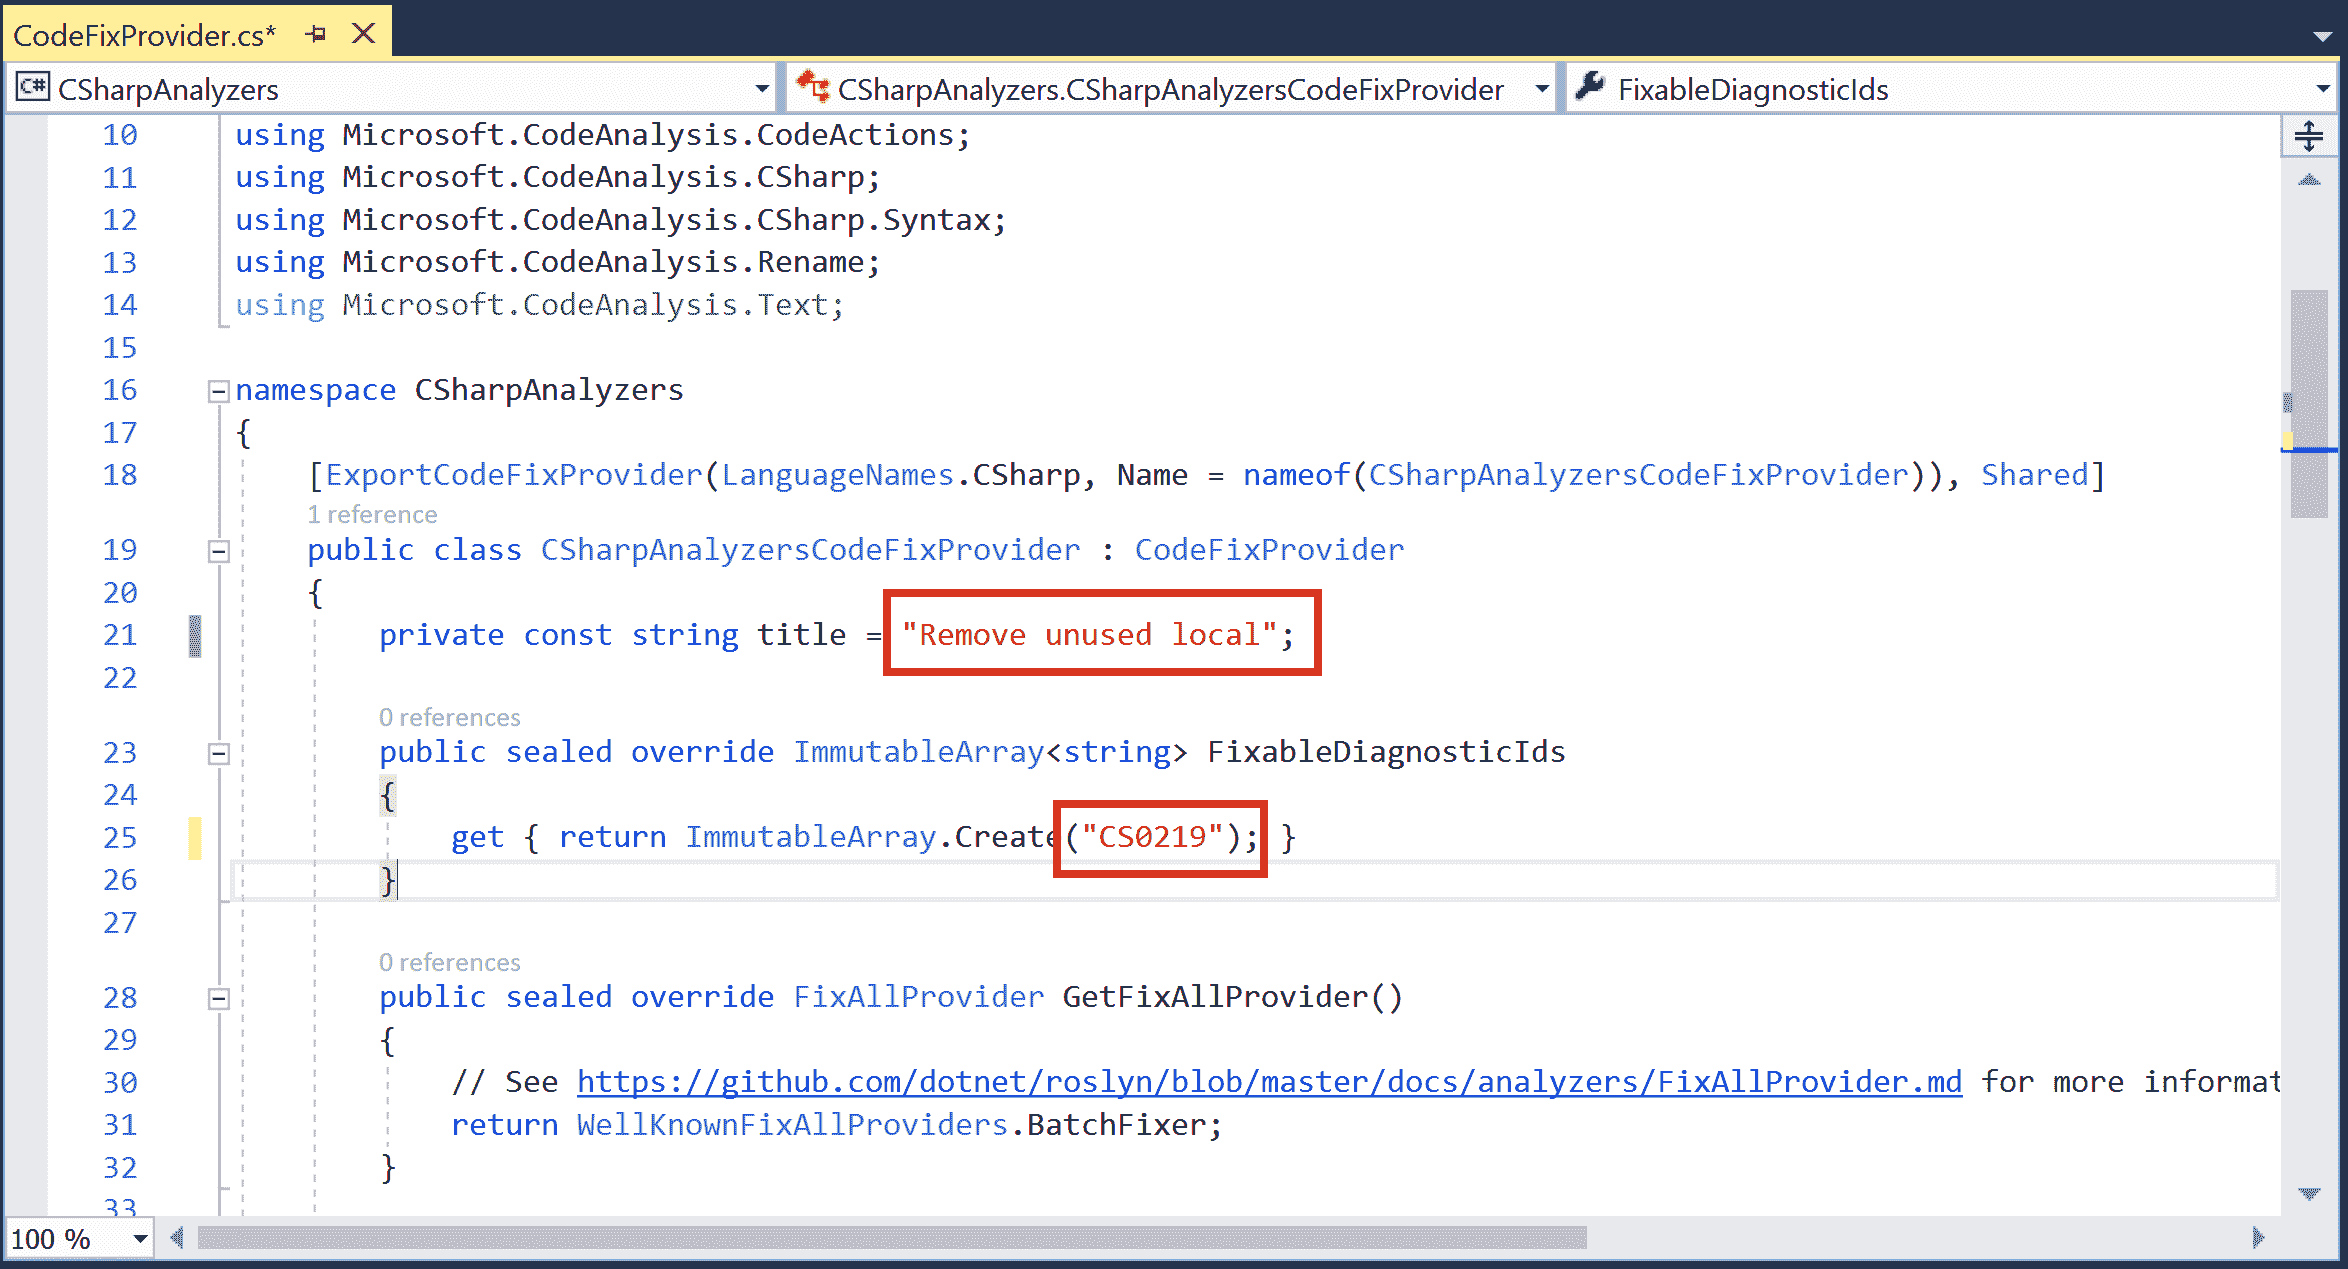 CodeFixProvider.cs*
C# CSharpAnalyzers
CSharpAnalyzers.CSharpAnalyzersCodeFixProvider
FixableDiagnosticIds
10 using Microsoft.CodeAnalysis.CodeActions;
11 using Microsoft.CodeAnalysis.CSharp;
12 using Microsoft.CodeAnalysis.CSharp.Syntax;
13 using Microsoft.CodeAnalysis.Rename;
14 using Microsoft.CodeAnalysis.Text;
15
16 namespace CSharpAnalyzers
17 {
18 [ExportCodeFixProvider(LanguageNames.CSharp, Name = nameof(CSharpAnalyzersCodeFixProvider)), Shared]
1 reference
19 public class CSharpAnalyzersCodeFixProvider : CodeFixProvider
20 {
21 private const string title = "Remove unused local";
22
0 references
23 public sealed override ImmutableArray<string> FixableDiagnosticIds
24 {
25 get { return ImmutableArray.Create("CS0219"); }
26 }
27
0 references
28 public sealed override FixAllProvider GetFixAllProvider()
29 {
30 // See https://github.com/dotnet/roslyn/blob/master/docs/analyzers/FixAllProvider.md for more informat
31 return WellKnownFixAllProviders.BatchFixer;
32 }
33
100 %